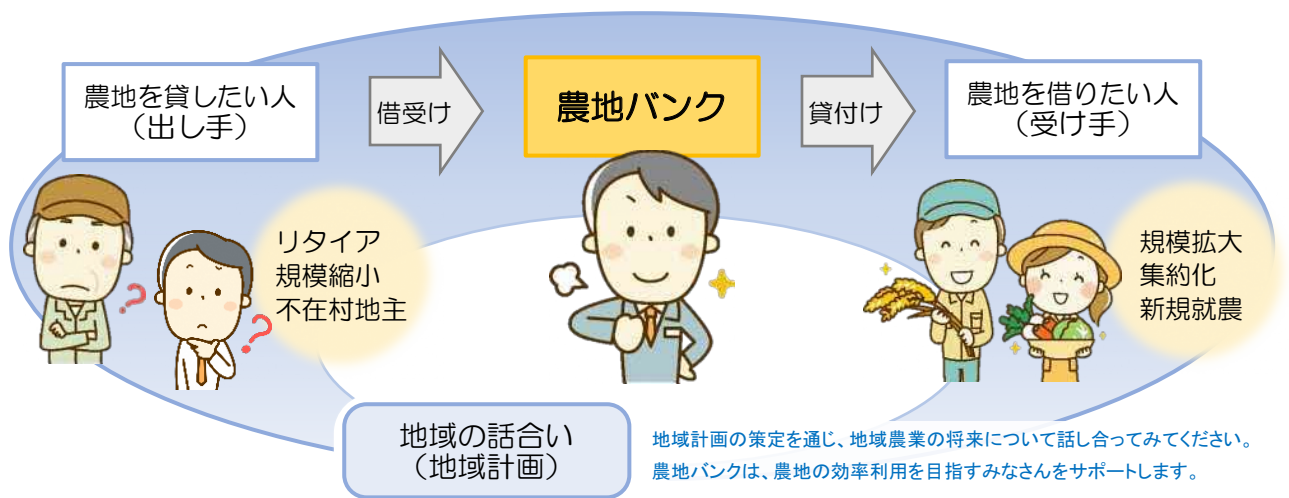 農地を貸したい人
（出し手）
借受け
農地バンク
貸付け
農地を借りたい人
（受け手）
リタイア
規模縮小
不在村地主
規模拡大
集約化
新規就農
地域の話合い
（地域計画）
地域計画の策定を通じ、地域農業の将来について話し合ってみてください。
農地バンクは、農地の効率利用を目指すみなさんをサポートします。